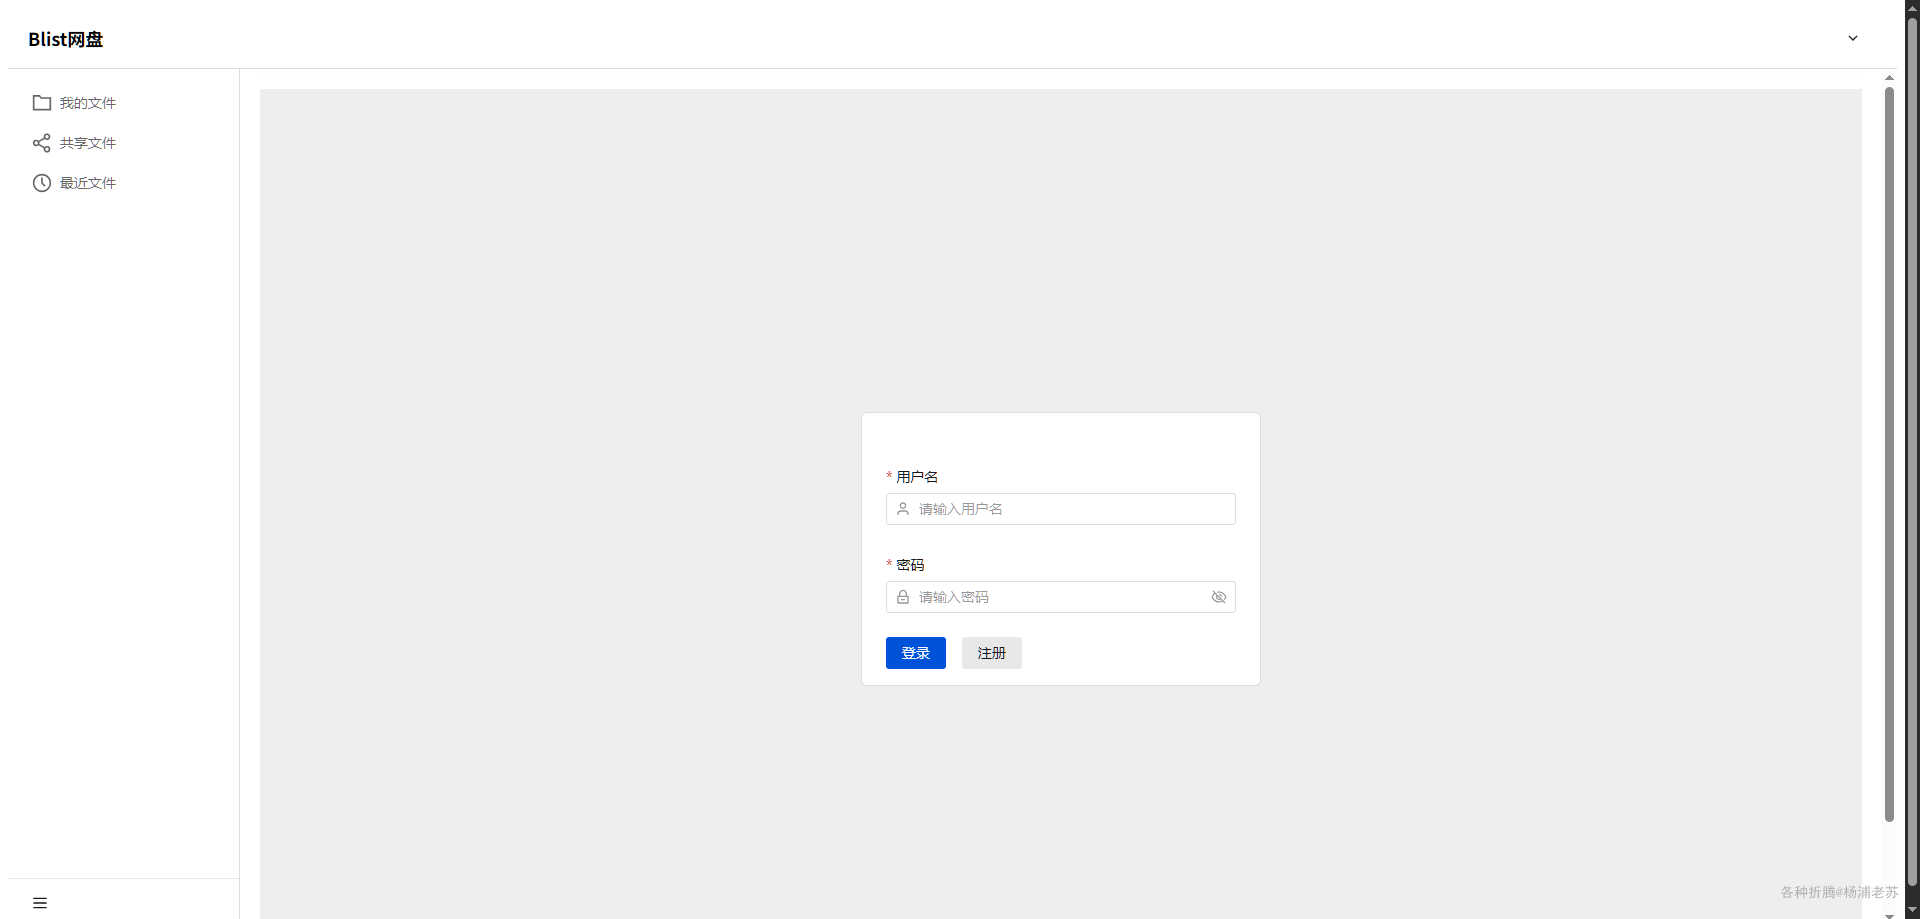 Blist网盘
我的文件
共享文件
最近文件
* 用户名
请输入用户名
* 密码
请输入密码
登录 注册
各种折腾@杨浦老苏